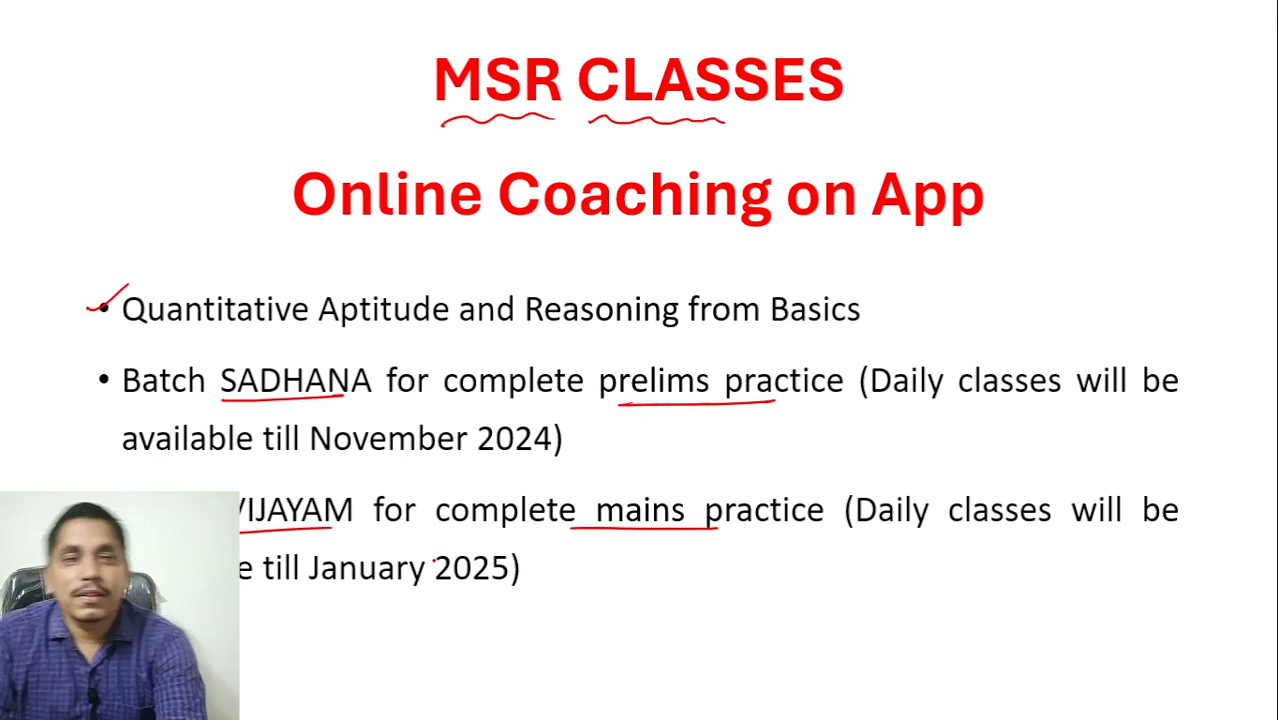 MSR CLASSES
Online Coaching on App
• Quantitative Aptitude and Reasoning from Basics
• Batch SADHANA for complete prelims practice (Daily classes will be
available till November 2024)
VIJAYAM for complete mains practice (Daily classes will be
e till January 2025)